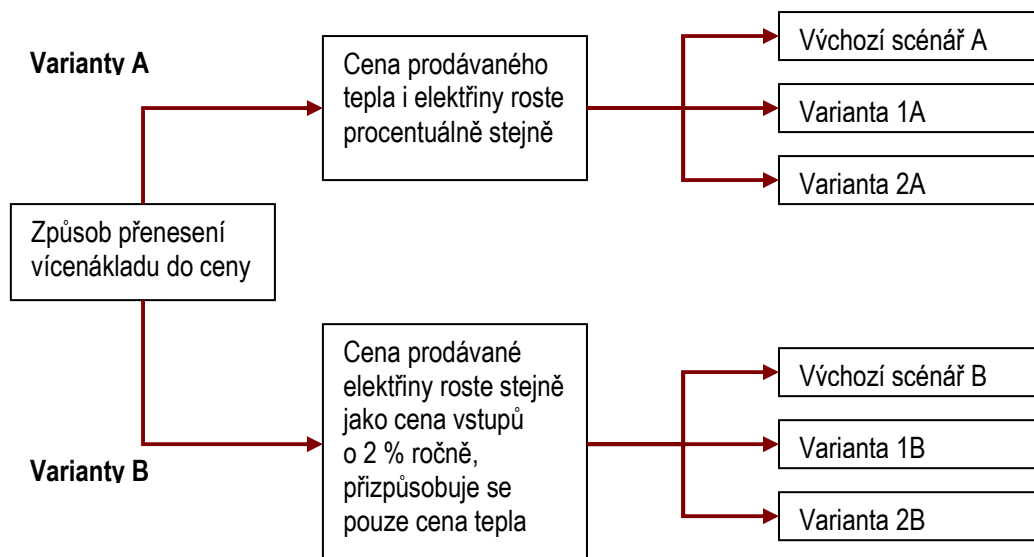 Varianty A
Cena prodávaného
tepla i elektřiny roste
procentuálně stejně
Výchozí scénář A
Varianta 1A
Varianta 2A
Způsob přenesení
vícenákladu do ceny
Cena prodávané
elektřiny roste stejně
jako cena vstupů
o 2 % ročně,
přizpůsobuje se
pouze cena tepla
Varianty B
Výchozí scénář B
Varianta 1B
Varianta 2B